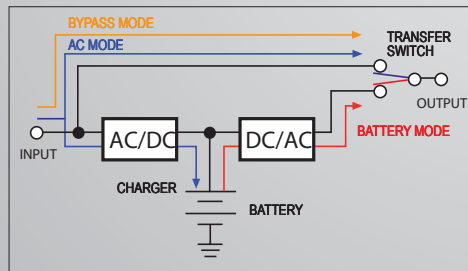 BYPASS MODE
AC MODE
TRANSFER
SWITCH
OUTPUT
INPUT
AC/DC
DC/AC
BATTERY MODE
CHARGER
BATTERY